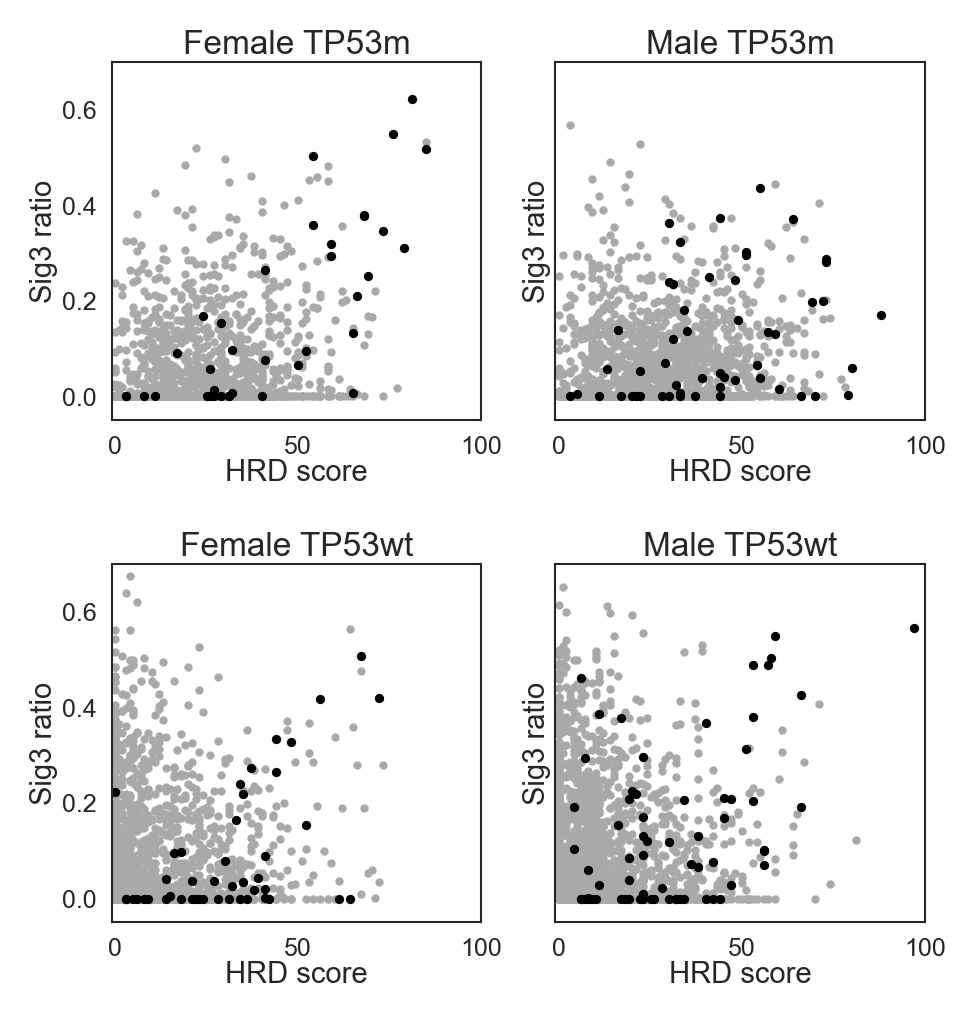 Female TP53m
Male TP53m
Sig3 ratio
0.6
0.4
0.2
0.0
0
50
100
HRD score
Sig3 ratio
0
50
100
HRD score
Female TP53wt
Male TP53wt
Sig3 ratio
0.6
0.4
0.2
0.0
0
50
100
HRD score
Sig3 ratio
0
50
100
HRD score